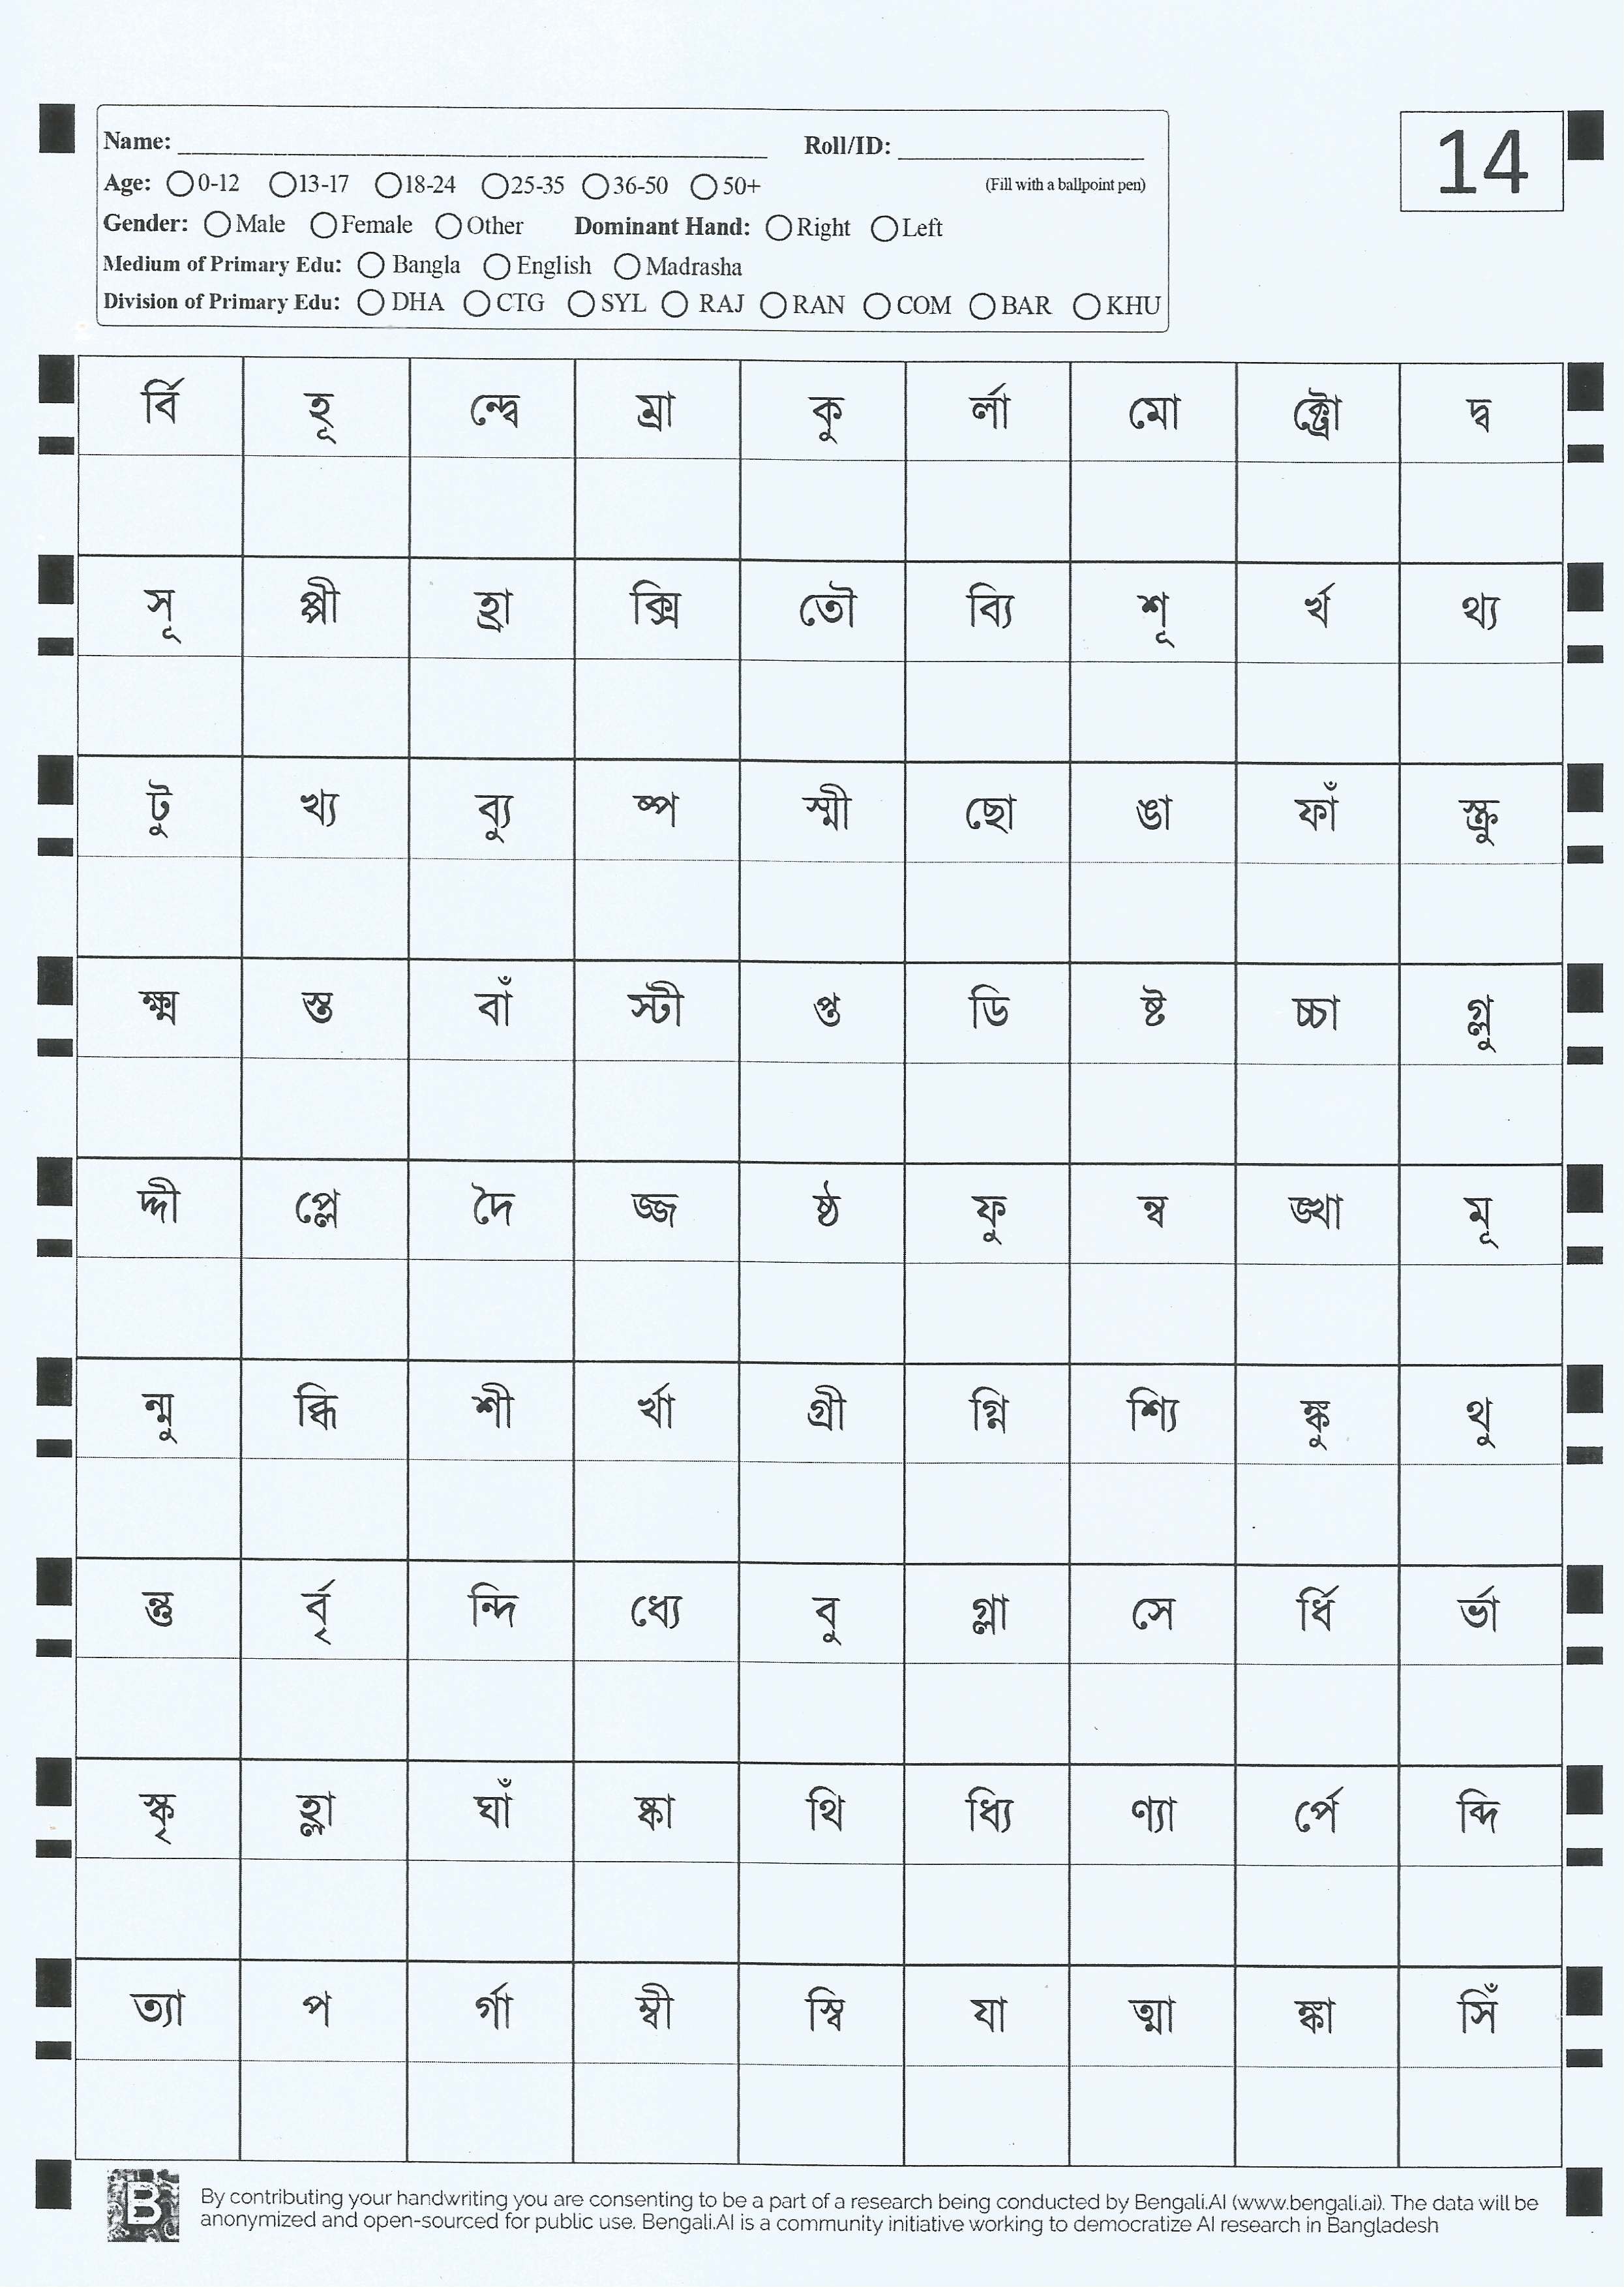 Name: Roll/ID:
14
Age: 0-12 13-17 18-24 25-35 36-50 50+ (Fill with a ballpoint pen)
Gender: Male Female Other Dominant Hand: Right Left
Medium of Primary Edu: Bangla English Madrasha
Division of Primary Edu: DHA CTG SYL RAJ RAN COM BAR KHU
র্বি হূ ন্দ্বে ম্রা কু র্লা মো ক্ট্রো দ্ব
সূ প্পী হ্রা ক্সি তৌ ব্যি শূ র্খ থ্য
টু খ্য ব্যু ষ্প স্মী ছো ঙা ফাঁ স্ক্রু
ক্ষ্ম স্ত বাঁ স্টী প্ত ডি ষ্ট চ্চা গ্লু
দ্দী প্লে দৈ জ্জ ষ্ঠ ফু ন্ব জ্খা মূ
ন্মু ব্ধি শী র্খা গ্রী গ্নি শ্যি ঙ্কু থু
ন্তু র্বৃ ন্দি ধ্যে বু গ্লা সে র্ধি র্ভা
স্কৃ হ্লা ঘাঁ ষ্কা থি ধ্যি ণ্যা র্পে ব্দি
ত্যা প র্গা ম্বী স্বি যা ত্মা ঙ্কা সিঁ
B
By contributing your handwriting you are consenting to be a part of a research being conducted by Bengali.AI (www.bengali.ai). The data will be
anonymized and open-sourced for public use. Bengali.AI is a community initiative working to democratize AI research in Bangladesh